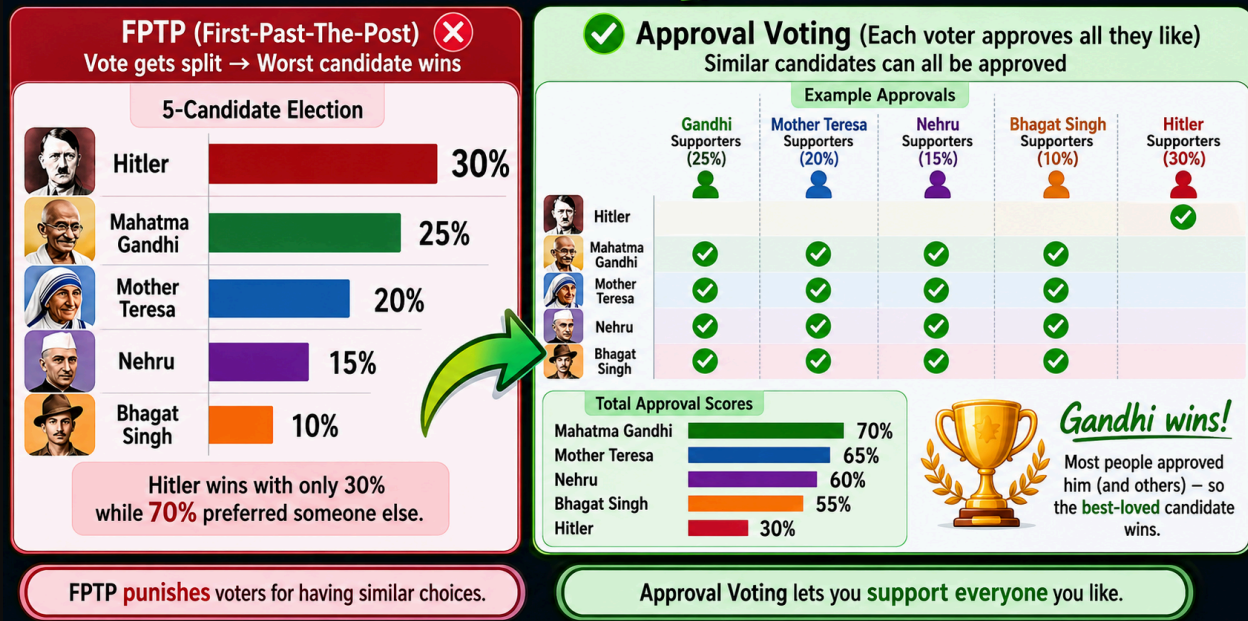 FPTP (First-Past-The-Post)
Vote gets split → Worst candidate wins
5-Candidate Election
Hitler
30%
Mahatma
Gandhi
25%
Mother
Teresa
20%
Nehru
15%
Bhagat
Singh
10%
Hitler wins with only 30%
while 70% preferred someone else.
FPTP punishes voters for having similar choices.
Approval Voting (Each voter approves all they like)
Similar candidates can all be approved
Example Approvals
Gandhi
Supporters
(25%)
Mother Teresa
Supporters
(20%)
Nehru
Supporters
(15%)
Bhagat Singh
Supporters
(10%)
Hitler
Supporters
(30%)
Hitler
Mahatma
Gandhi
Mother
Teresa
Nehru
Bhagat
Singh
Total Approval Scores
Mahatma Gandhi 70%
Mother Teresa 65%
Nehru 60%
Bhagat Singh 55%
Hitler 30%
Gandhi wins!
Most people approved
him (and others) – so
the best-loved candidate
wins.
Approval Voting lets you support everyone you like.